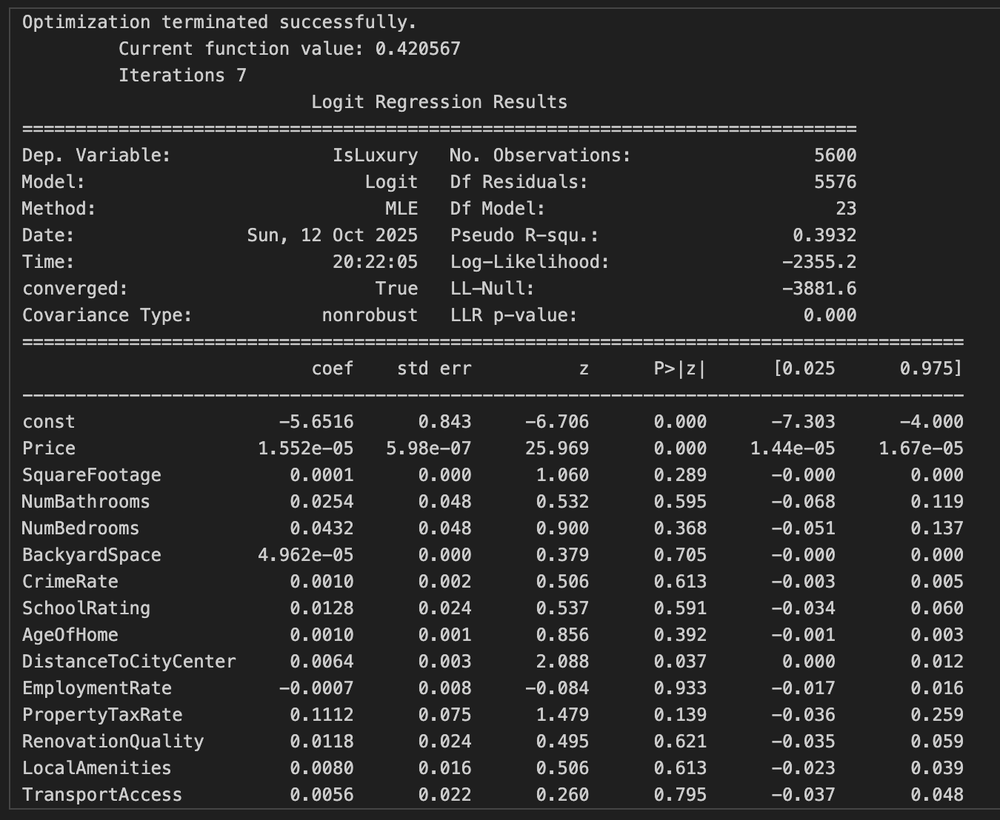 Optimization terminated successfully.
         Current function value: 0.420567
         Iterations 7
                           Logit Regression Results
==============================================================================
Dep. Variable:               IsLuxury   No. Observations:                 5600
Model:                          Logit   Df Residuals:                     5576
Method:                           MLE   Df Model:                           23
Date:                Sun, 12 Oct 2025   Pseudo R-squ.:                  0.3932
Time:                        20:22:05   Log-Likelihood:                -2355.2
converged:                       True   LL-Null:                       -3881.6
Covariance Type:            nonrobust   LLR p-value:                     0.000
========================================================================================
                           coef    std err          z      P>|z|      [0.025      0.975]
----------------------------------------------------------------------------------------
const                   -5.6516      0.843     -6.706      0.000      -7.303      -4.000
Price                 1.552e-05   5.98e-07     25.969      0.000    1.44e-05    1.67e-05
SquareFootage            0.0001      0.000      1.060      0.289      -0.000       0.000
NumBathrooms             0.0254      0.048      0.532      0.595      -0.068       0.119
NumBedrooms              0.0432      0.048      0.900      0.368      -0.051       0.137
BackyardSpace         4.962e-05      0.000      0.379      0.705      -0.000       0.000
CrimeRate                0.0010      0.002      0.506      0.613      -0.003       0.005
SchoolRating             0.0128      0.024      0.537      0.591      -0.034       0.060
AgeOfHome                0.0010      0.001      0.856      0.392      -0.001       0.003
DistanceToCityCenter     0.0064      0.003      2.088      0.037       0.000       0.012
EmploymentRate          -0.0007      0.008     -0.084      0.933      -0.017       0.016
PropertyTaxRate          0.1112      0.075      1.479      0.139      -0.036       0.259
RenovationQuality        0.0118      0.024      0.495      0.621      -0.035       0.059
LocalAmenities           0.0080      0.016      0.506      0.613      -0.023       0.039
TransportAccess          0.0056      0.022      0.260      0.795      -0.037       0.048